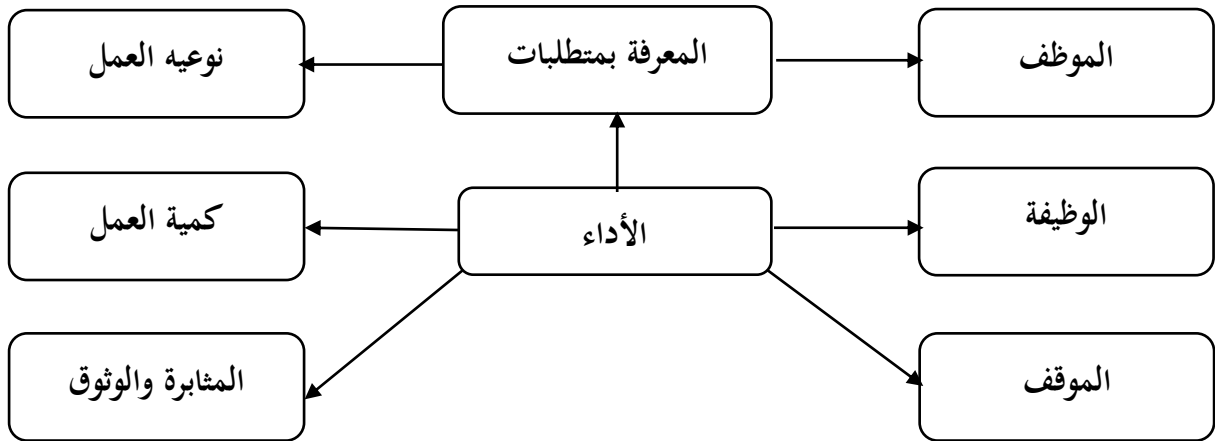 الموظف
المعرفة بمتطلبات
نوعيه العمل
الوظيفة
الأداء
كمية العمل
الموقف
المثابرة والوثوق